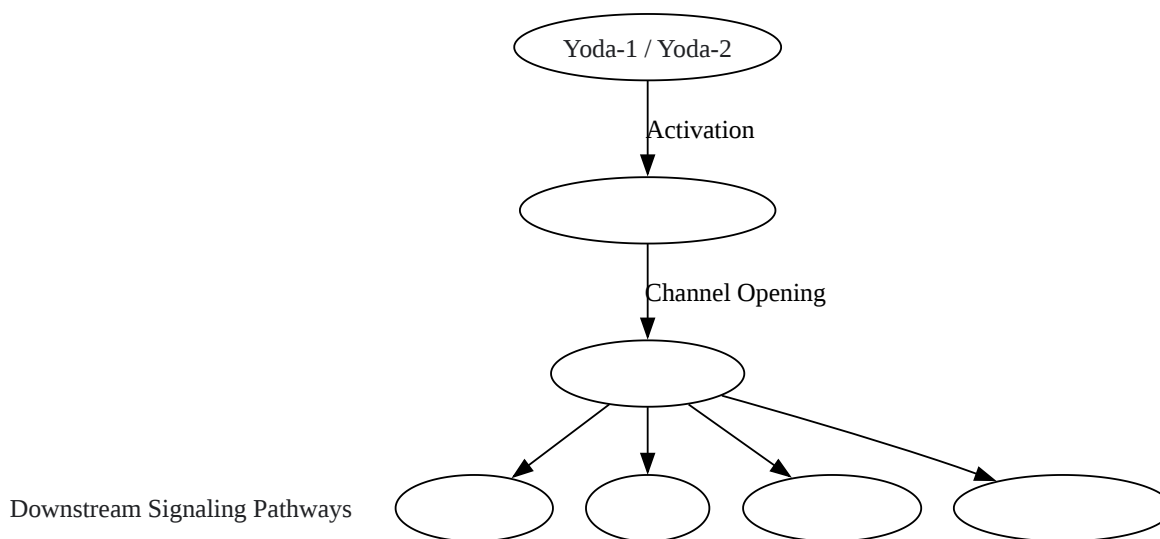 Yoda-1 / Yoda-2
Activation
Channel Opening
Downstream Signaling Pathways